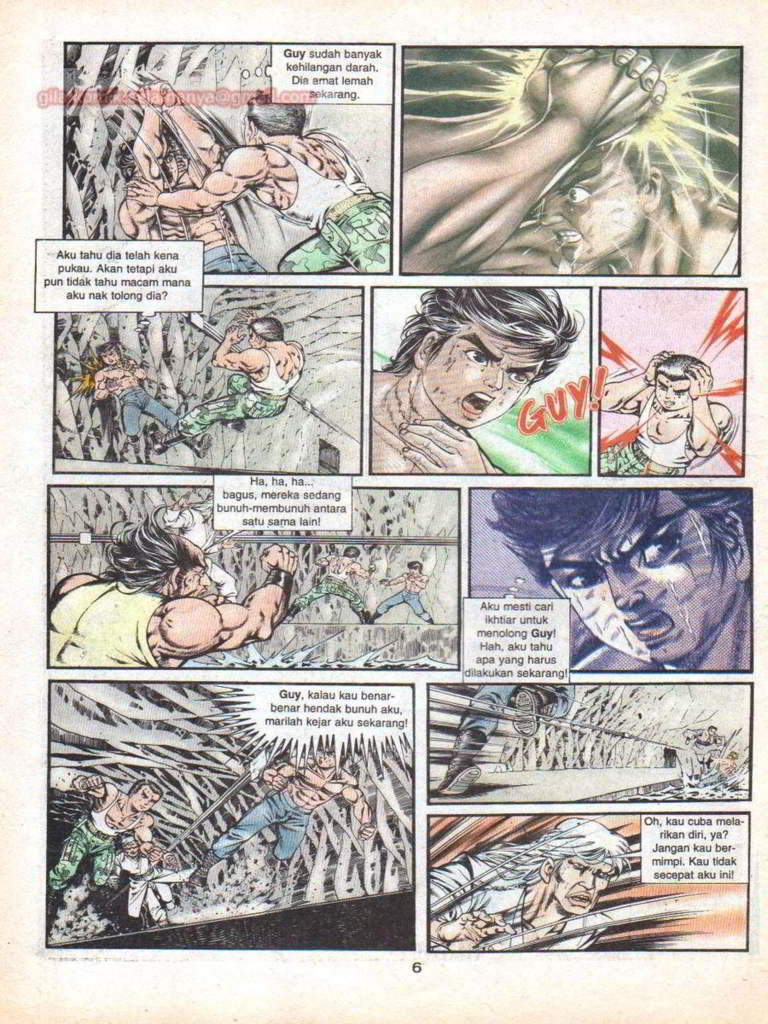 Guy sudah banyak
kehilangan darah.
Dia amat lemah
sekarang.
Aku tahu dia telah kena
pukau. Akan tetapi aku
pun tidak tahu macam mana
aku nak tolong dia?
GUY!
Ha, ha, ha...
bagus, mereka sedang
bunuh-membunuh antara
satu sama lain!
Aku mesti cari
ikhtiar untuk
menolong Guy!
Hah, aku tahu
apa yang harus
dilakukan sekarang!
Guy, kalau kau benar-
benar hendak bunuh aku,
marilah kejar aku sekarang!
Oh, kau cuba mela-
rikan diri, ya?
Jangan kau ber-
mimpi. Kau tidak
secepat aku ini!
6